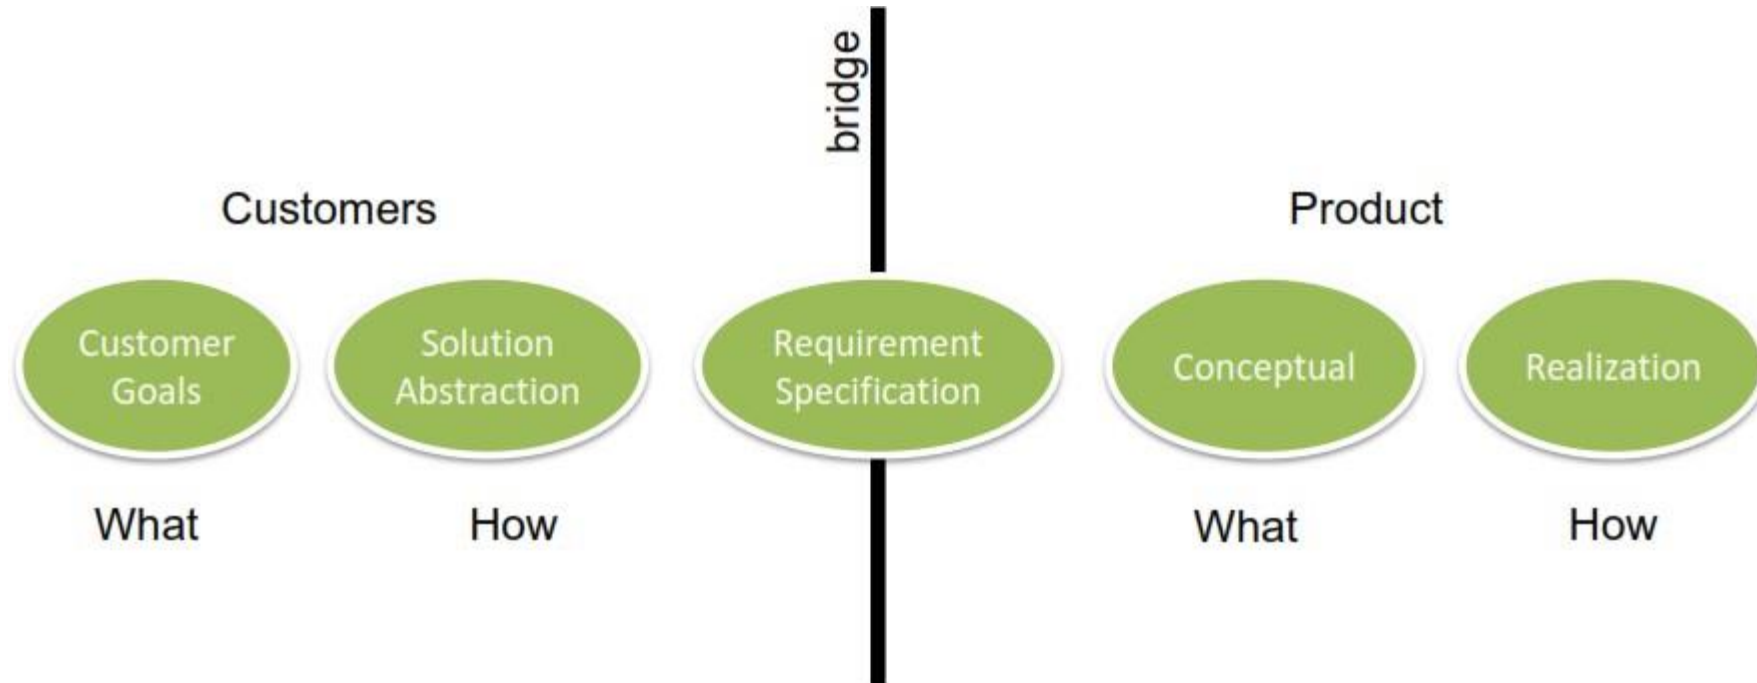 bridge
Customers
Product
Customer
Goals
Solution
Abstraction
Requirement
Specification
Conceptual
Realization
What
How
What
How